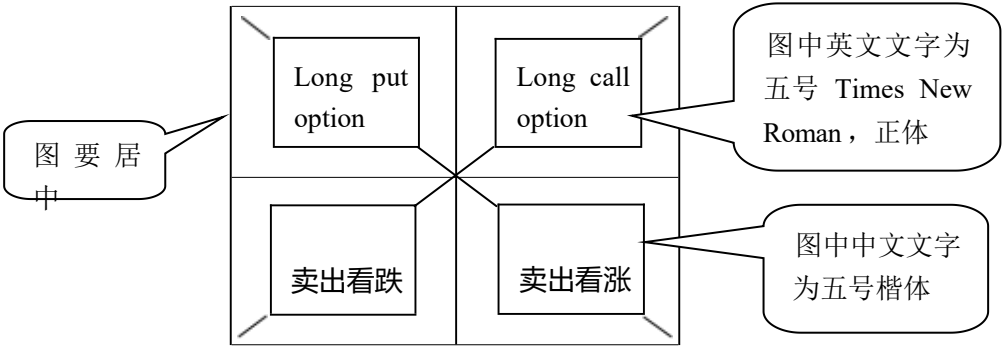 Long put
option
Long call
option
图中英文文字为
五号 Times New
Roman，正体
图 要 居
中
卖出看跌
卖出看涨
图中中文文字
为五号楷体